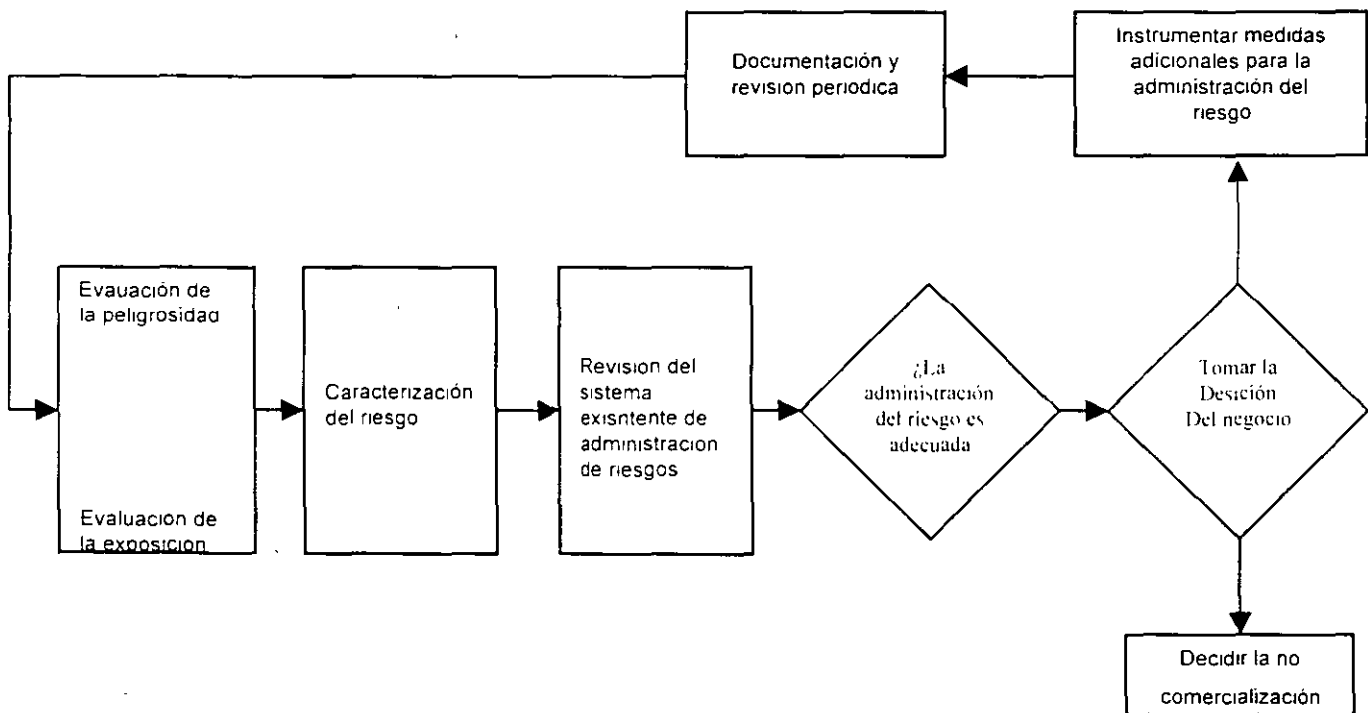 Documentación y
revision periodica
Instrumentar medidas
adicionales para la
administración del
riesgo
Evauación de
la peligrosidad
Evaluación de
la exposicion
Caracterización
del riesgo
Revision del
sistema
exisntente de
administracion
de riesgos
¿La
administración
del riesgo es
adecuada
Tomar la
Desición
Del negocio
Decidir la no
comercialización